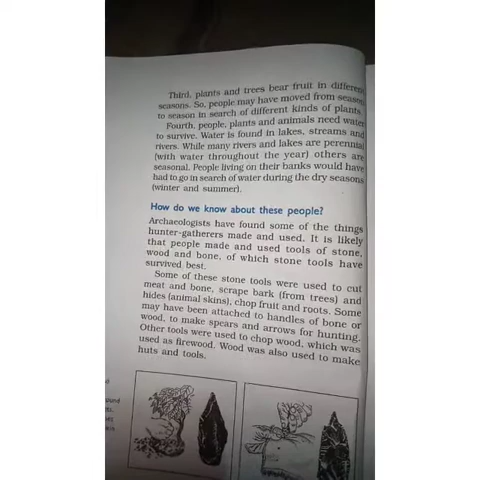 Third, plants and trees bear fruit in different
seasons. So, people may have moved from season
to season in search of different kinds of plants.
Fourth, people, plants and animals need water
to survive. Water is found in lakes, streams and
rivers. While many rivers and lakes are perennial
(with water throughout the year) others are
seasonal. People living on their banks would have
had to go in search of water during the dry seasons
(winter and summer).
How do we know about these people?
Archaeologists have found some of the things
hunter-gatherers made and used. It is likely
that people made and used tools of stone,
wood and bone, of which stone tools have
survived best.
Some of these stone tools were used to cut
meat and bone, scrape bark (from trees) and
hides (animal skins), chop fruit and roots. Some
may have been attached to handles of bone or
wood, to make spears and arrows for hunting.
Other tools were used to chop wood, which was
used as firewood. Wood was also used to make
huts and tools.